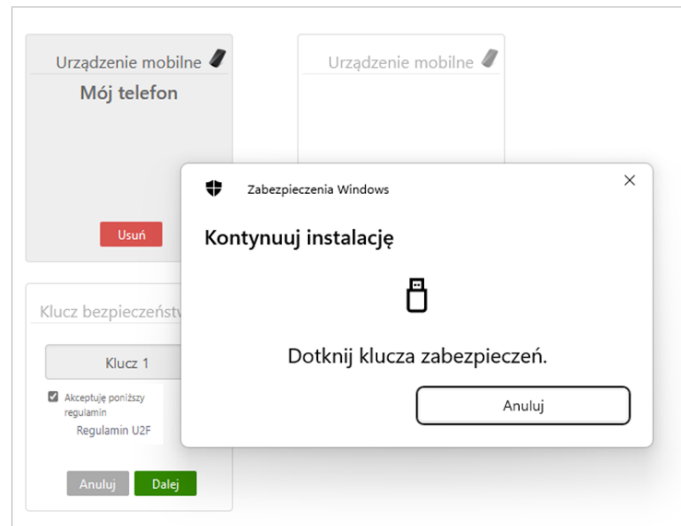 Urządzenie mobilne
Mój telefon
Usuń
Urządzenie mobilne
Zabezpieczenia Windows
Kontynuuj instalację
Dotknij klucza zabezpieczeń.
Anuluj
Klucz 1
Akceptuję poniższy
regulamin
Regulamin U2F
Anuluj
Dalej
Klucz